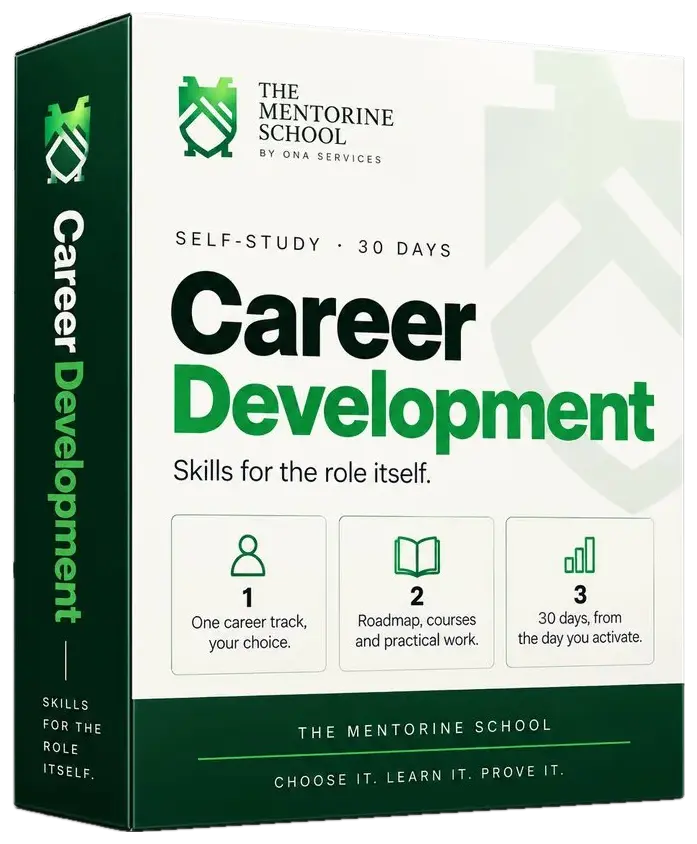 Career Development
SKILLS
FOR THE
ROLE
ITSELF.
THE
MENTORINE
SCHOOL
BY ONA SERVICES
SELF-STUDY · 30 DAYS
Career
Development
Skills for the role itself.
1
One career track,
your choice.
2
Roadmap, courses
and practical work.
3
30 days, from
the day you activate.
THE MENTORINE SCHOOL
CHOOSE IT. LEARN IT. PROVE IT.